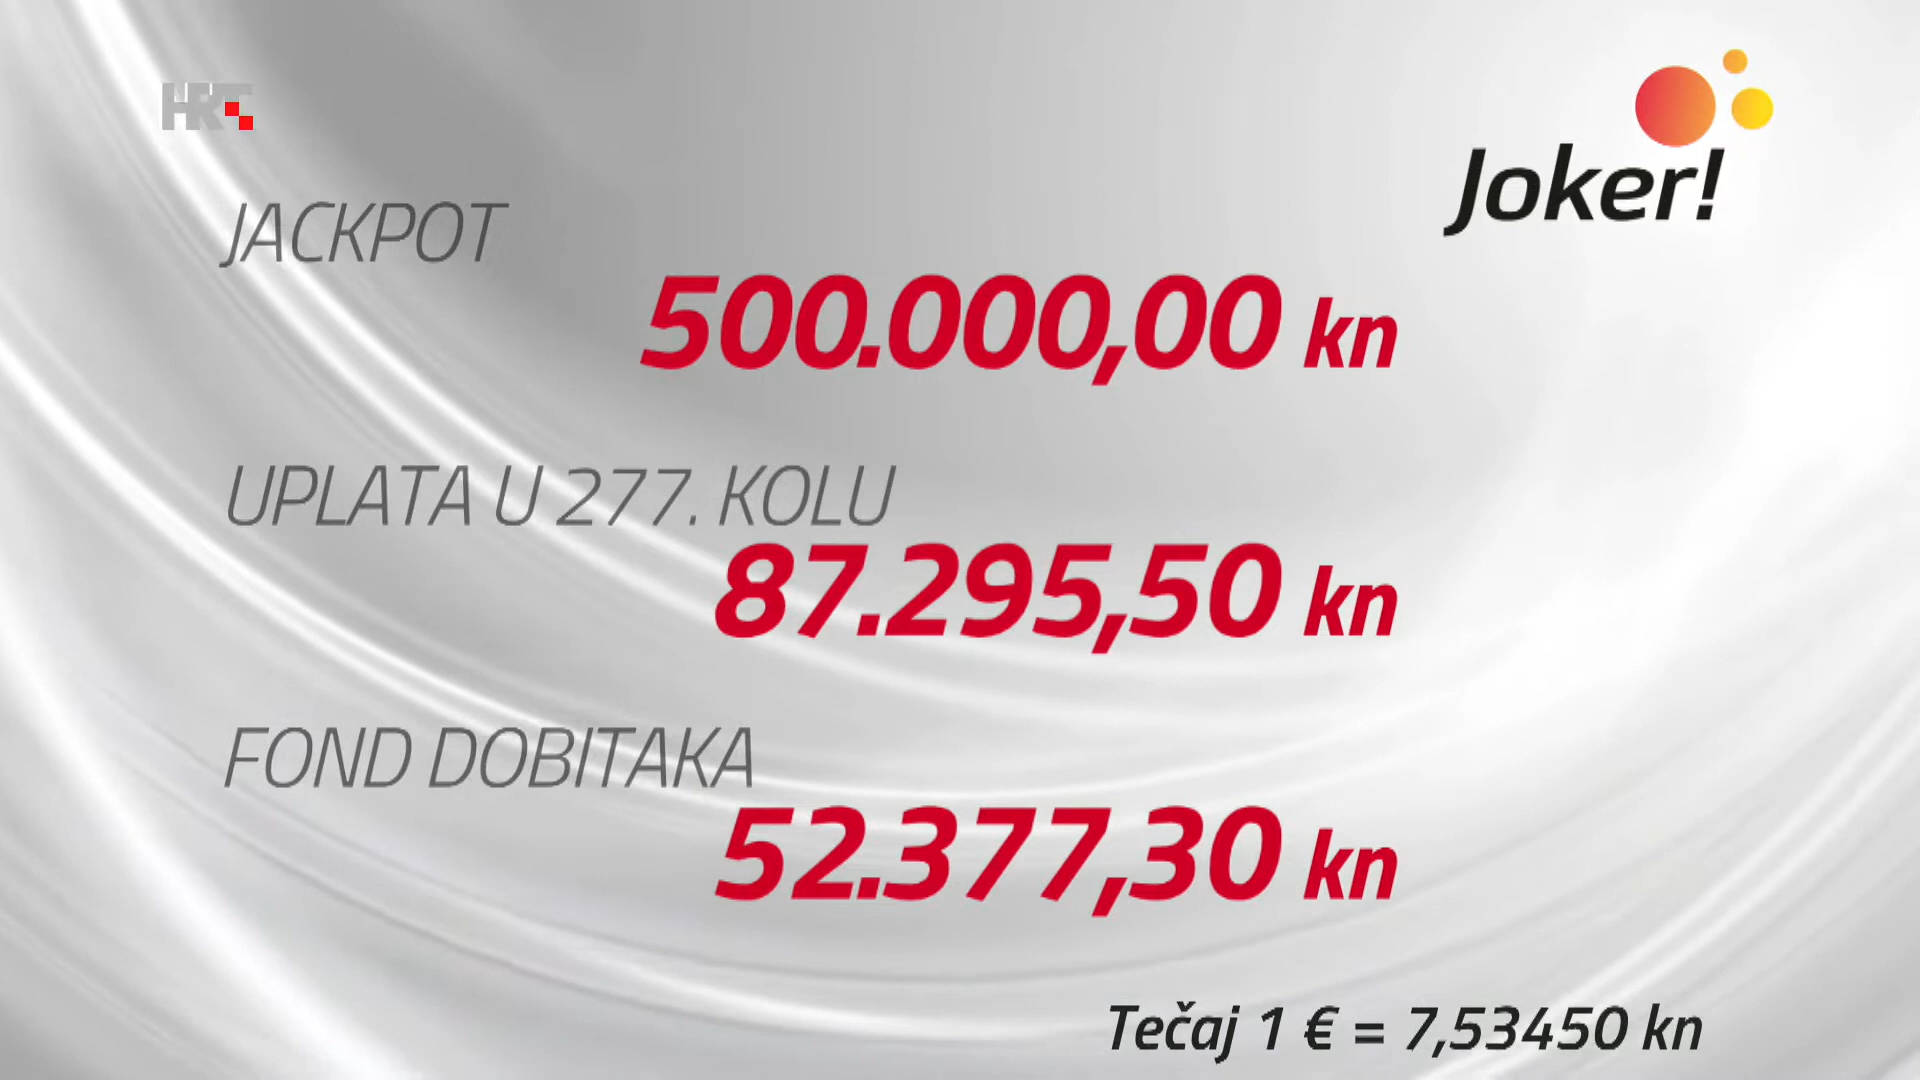 HRT
Joker!
JACKPOT
500.000,00 kn
UPLATA U 277. KOLU
87.295,50 kn
FOND DOBITAKA
52.377,30 kn
Tečaj 1 € = 7,53450 kn